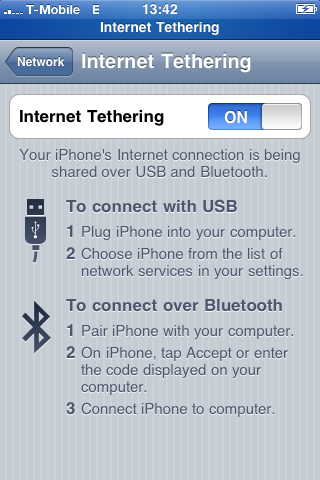 T-Mobile E 13:42
Internet Tethering
Network Internet Tethering
Internet Tethering ON
Your iPhone's Internet connection is being
shared over USB and Bluetooth.
To connect with USB
1 Plug iPhone into your computer.
2 Choose iPhone from the list of
network services in your settings.
To connect over Bluetooth
1 Pair iPhone with your computer.
2 On iPhone, tap Accept or enter
the code displayed on your
computer.
3 Connect iPhone to computer.